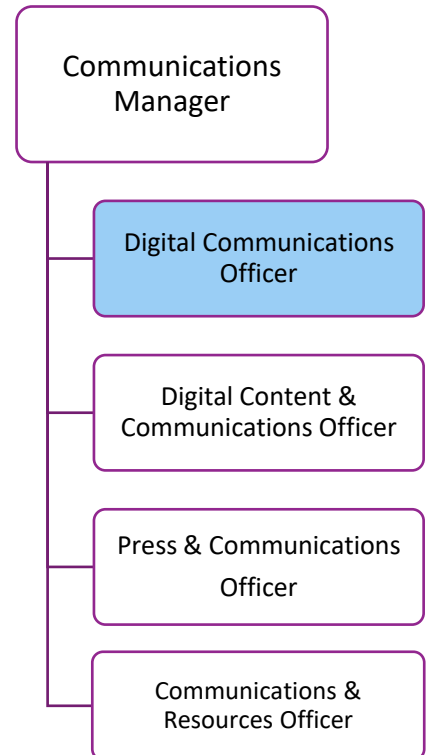 Communications
Manager
Digital Communications
Officer
Digital Content &
Communications Officer
Press & Communications
Officer
Communications &
Resources Officer